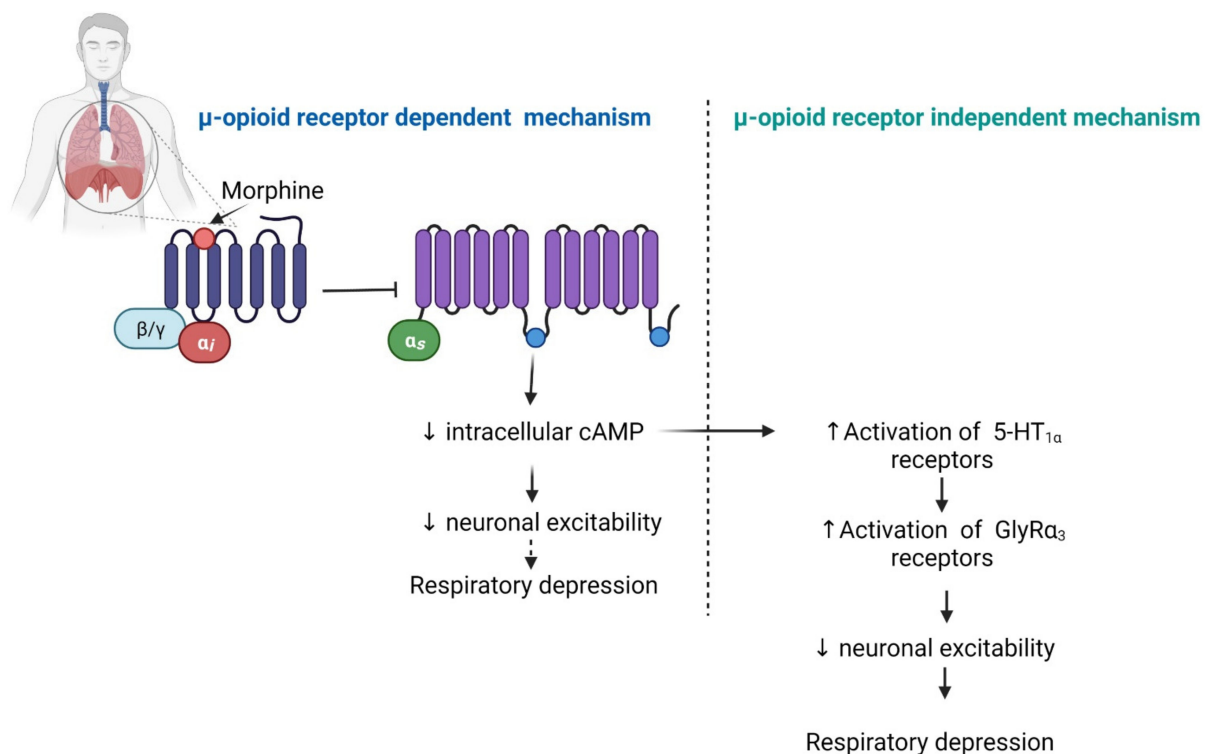 μ-opioid receptor dependent mechanism
μ-opioid receptor independent mechanism
Morphine
β/γ
αi
αs
↓ intracellular cAMP
↓ neuronal excitability
Respiratory depression
↑Activation of 5-HT1α
receptors
↑Activation of GlyRα3
receptors
↓ neuronal excitability
Respiratory depression